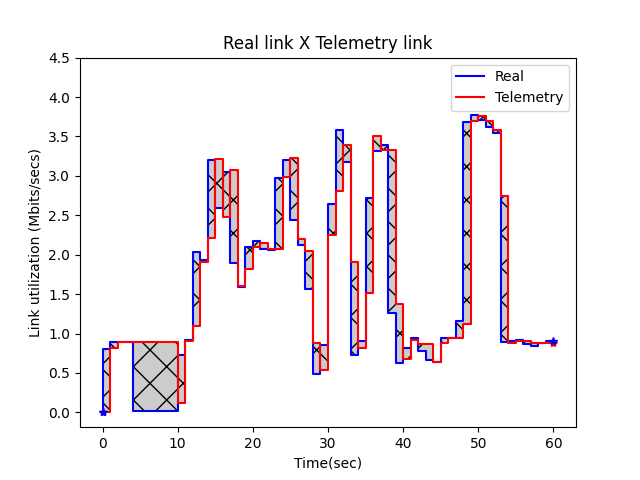 Real link X Telemetry link
Real
Telemetry
Link utilization (Mbits/secs)
4.5
4.0
3.5
3.0
2.5
2.0
1.5
1.0
0.5
0.0
0 10 20 30 40 50 60
Time(sec)